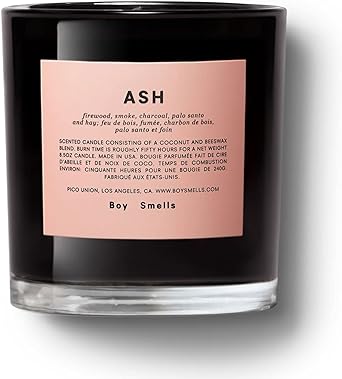 ASH
firewood, smoke, charcoal, palo santo
and hay; feu de bois, fumée, charbon de bois,
palo santo et foin
SCENTED CANDLE CONSISTING OF A COCONUT AND BEESWAX
BLEND. BURN TIME IS ROUGHLY FIFTY HOURS FOR A NET WEIGHT
8.5OZ CANDLE. MADE IN USA. BOUGIE PARFUMÉE FAIT DE CIRE
D'ABEILLE ET DE NOIX DE COCO. TEMPS DE COMBUSTION
ENVIRON: CINQUANTE HEURES POUR UNE BOUGIE DE 240G.
FABRIQUÉ AUX ÉTATS-UNIS.
PICO UNION, LOS ANGELES, CA. WWW.BOYSMELLS.COM
Boy Smells